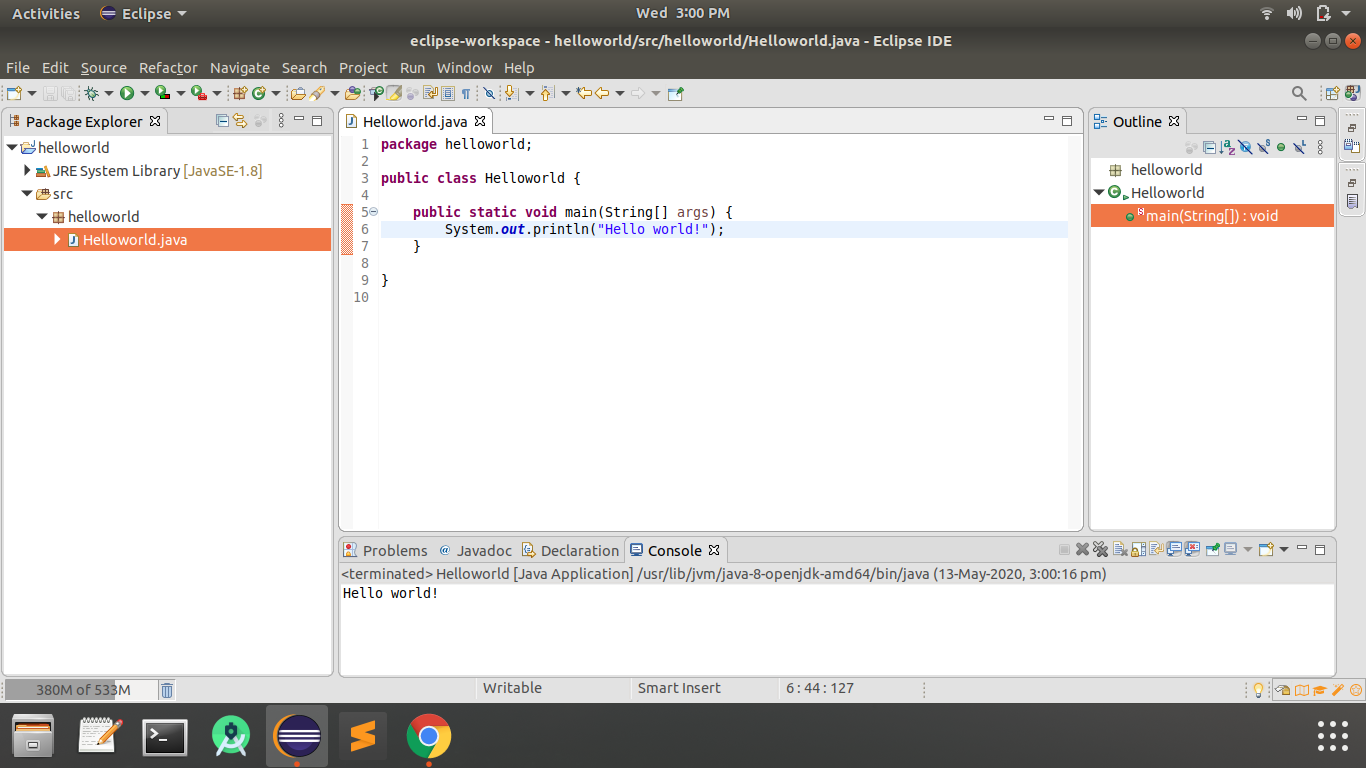 Activities Eclipse Wed 3:00 PM
eclipse-workspace - helloworld/src/helloworld/Helloworld.java - Eclipse IDE
File Edit Source Refactor Navigate Search Project Run Window Help
Package Explorer
helloworld
JRE System Library [JavaSE-1.8]
src
helloworld
Helloworld.java
Helloworld.java
1 package helloworld;
2
3 public class Helloworld {
4
5 public static void main(String[] args) {
6 System.out.println("Hello world!");
7 }
8
9 }
10
Outline
helloworld
Helloworld
main(String[]) : void
Problems @ Javadoc Declaration Console
<terminated> Helloworld [Java Application] /usr/lib/jvm/java-8-openjdk-amd64/bin/java (13-May-2020, 3:00:16 pm)
Hello world!
380M of 533M Writable Smart Insert 6 : 44 : 127